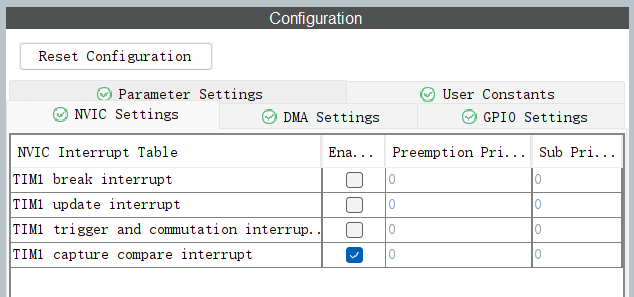 Configuration
Reset Configuration
Parameter Settings User Constants
NVIC Settings DMA Settings GPIO Settings
NVIC Interrupt Table Ena... Preemption Pri... Sub Pri...
TIM1 break interrupt 0 0
TIM1 update interrupt 0 0
TIM1 trigger and commutation interrup.. 0 0
TIM1 capture compare interrupt 0 0